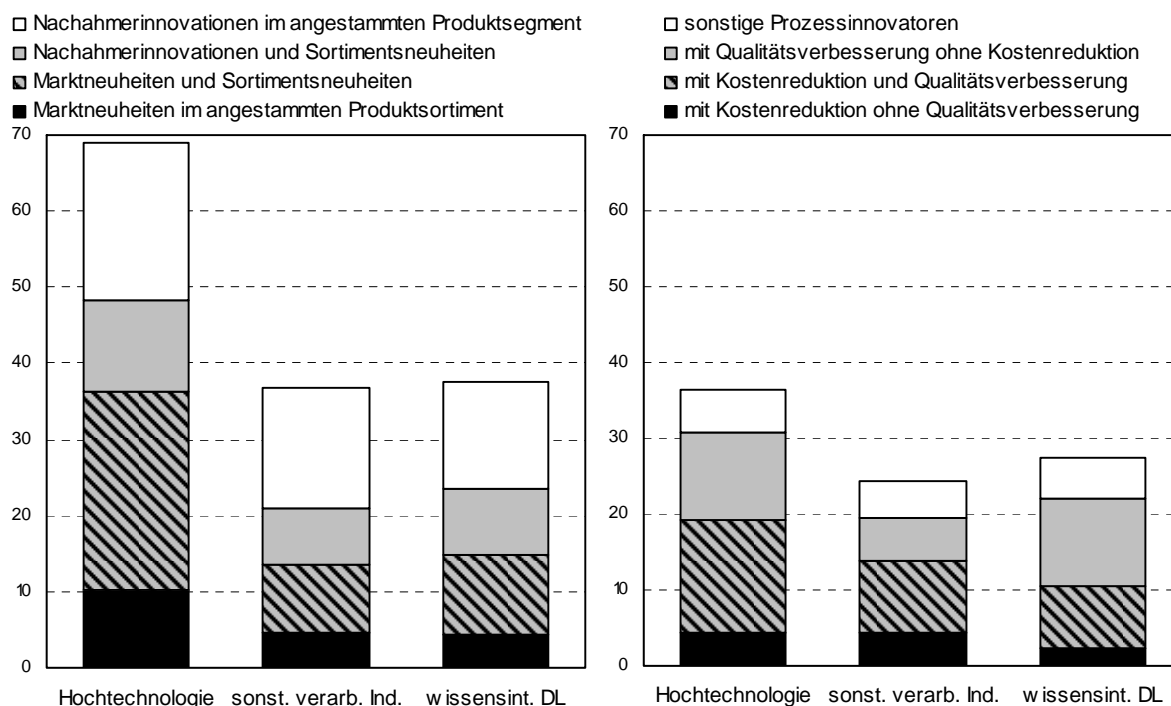 Nachahmerinnovationen im angestammten Produktsegment
Nachahmerinnovationen und Sortimentsneuheiten
Marktneuheiten und Sortimentsneuheiten
Marktneuheiten im angestammten Produktsortiment
70
60
50
40
30
20
10
0
Hochtechnologie sonst. verarb. Ind. wissensint. DL
sonstige Prozessinnovatoren
mit Qualitätsverbesserung ohne Kostenreduktion
mit Kostenreduktion und Qualitätsverbesserung
mit Kostenreduktion ohne Qualitätsverbesserung
70
60
50
40
30
20
10
0
Hochtechnologie sonst. verarb. Ind. wissensint. DL